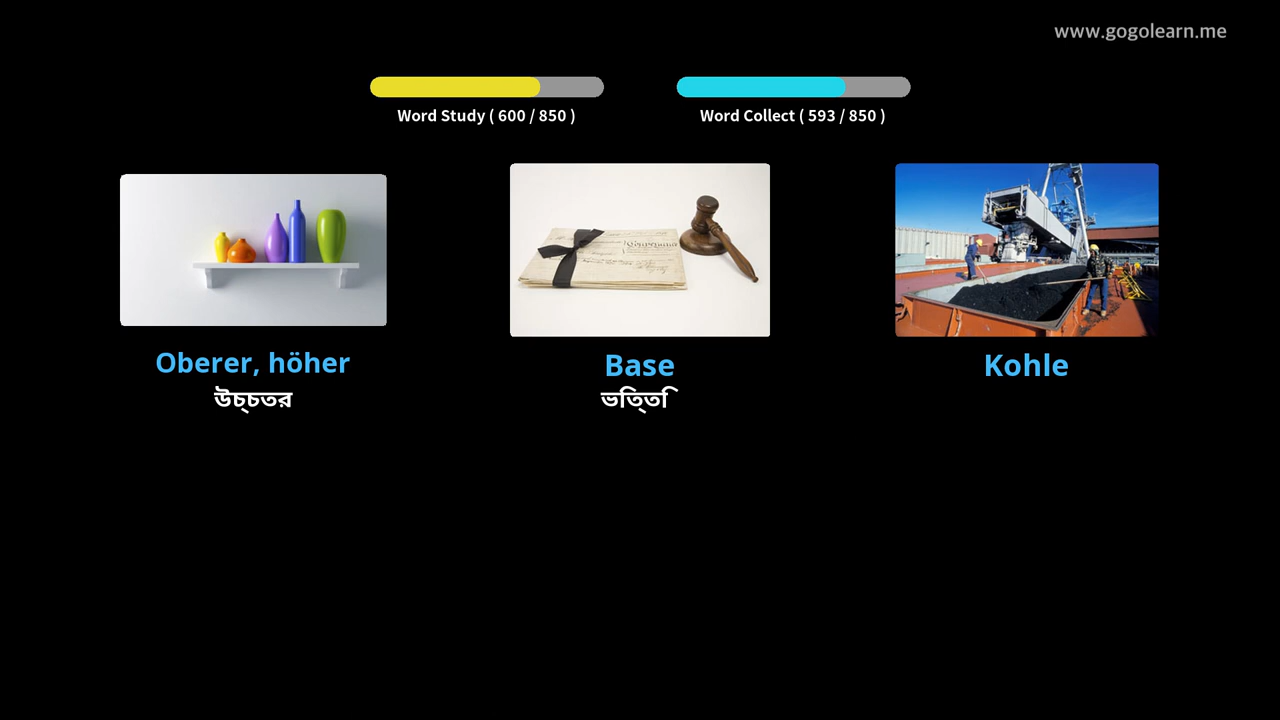 www.gogolearn.me
Word Study ( 600 / 850 )
Word Collect ( 593 / 850 )
Oberer, höher
উচ্চতর
Base
ভিত্তি
Kohle